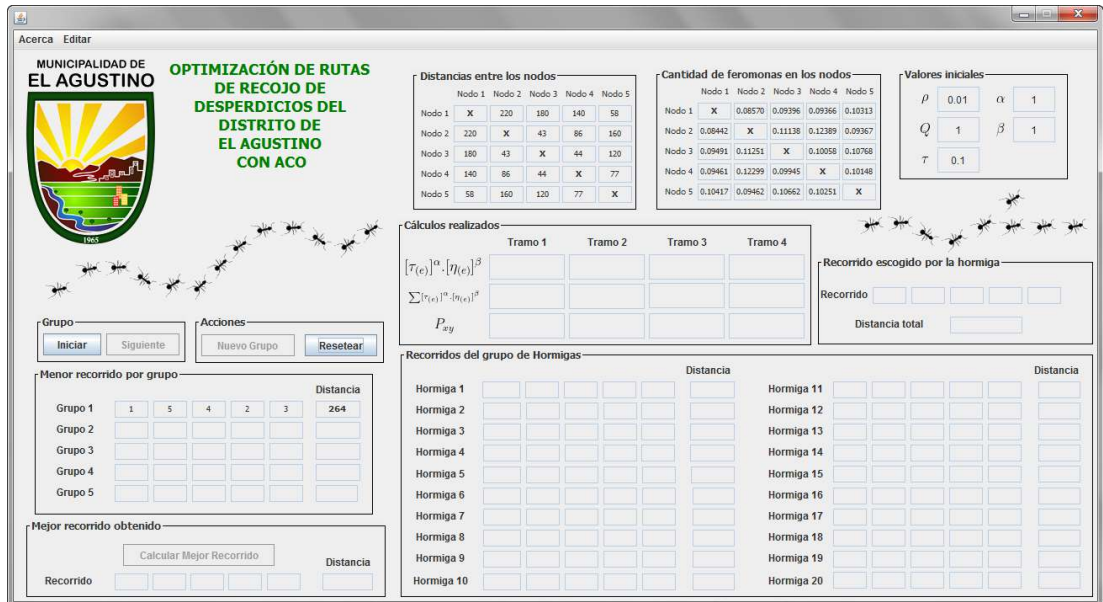 Acerca Editar
MUNICIPALIDAD DE
EL AGUSTINO
1965
OPTIMIZACIÓN DE RUTAS
DE RECOJO DE
DESPERDICIOS DEL
DISTRITO DE
EL AGUSTINO
CON ACO
Distancias entre los nodos
Nodo 1 Nodo 2 Nodo 3 Nodo 4 Nodo 5
Nodo 1 X 220 180 140 58
Nodo 2 220 X 43 86 160
Nodo 3 180 43 X 44 120
Nodo 4 140 86 44 X 77
Nodo 5 58 160 120 77 X
Cantidad de feromonas en los nodos
Nodo 1 Nodo 2 Nodo 3 Nodo 4 Nodo 5
Nodo 1 X 0.08570 0.09396 0.09366 0.10313
Nodo 2 0.08442 X 0.11138 0.12389 0.09367
Nodo 3 0.09491 0.11251 X 0.10058 0.10768
Nodo 4 0.09461 0.12299 0.09945 X 0.10148
Nodo 5 0.10417 0.09462 0.10662 0.10251 X
Valores iniciales
ρ 0.01 α 1
Q 1 β 1
τ 0.1
Cálculos realizados
Tramo 1 Tramo 2 Tramo 3 Tramo 4
[τ(e)]^α.[η(e)]^β
∑[τ(e)]^α.[η(e)]^β
P_xy
Recorrido escogido por la hormiga
Recorrido
Distancia total
Grupo
Iniciar Siguiente
Acciones
Nuevo Grupo Resetear
Menor recorrido por grupo
Distancia
Grupo 1 1 5 4 2 3 264
Grupo 2
Grupo 3
Grupo 4
Grupo 5
Mejor recorrido obtenido
Calcular Mejor Recorrido
Distancia
Recorrido
Recorridos del grupo de Hormigas
Distancia Distancia
Hormiga 1 Hormiga 11
Hormiga 2 Hormiga 12
Hormiga 3 Hormiga 13
Hormiga 4 Hormiga 14
Hormiga 5 Hormiga 15
Hormiga 6 Hormiga 16
Hormiga 7 Hormiga 17
Hormiga 8 Hormiga 18
Hormiga 9 Hormiga 19
Hormiga 10 Hormiga 20